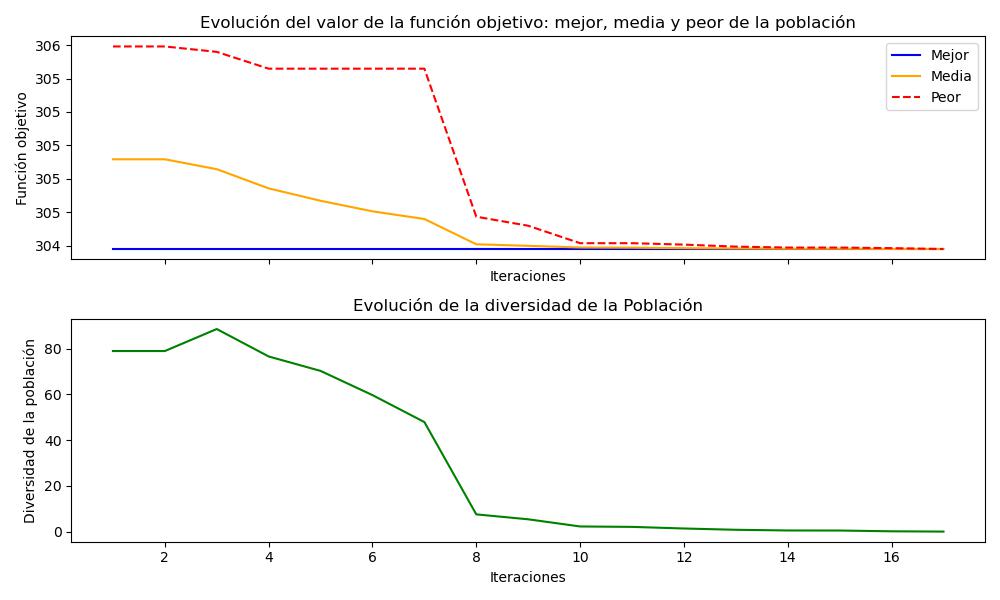 Evolución del valor de la función objetivo: mejor, media y peor de la población
306
305
305
305
305
305
304
Función objetivo
Mejor
Media
Peor
Iteraciones
Evolución de la diversidad de la Población
80
60
40
20
0
Diversidad de la población
2 4 6 8 10 12 14 16
Iteraciones